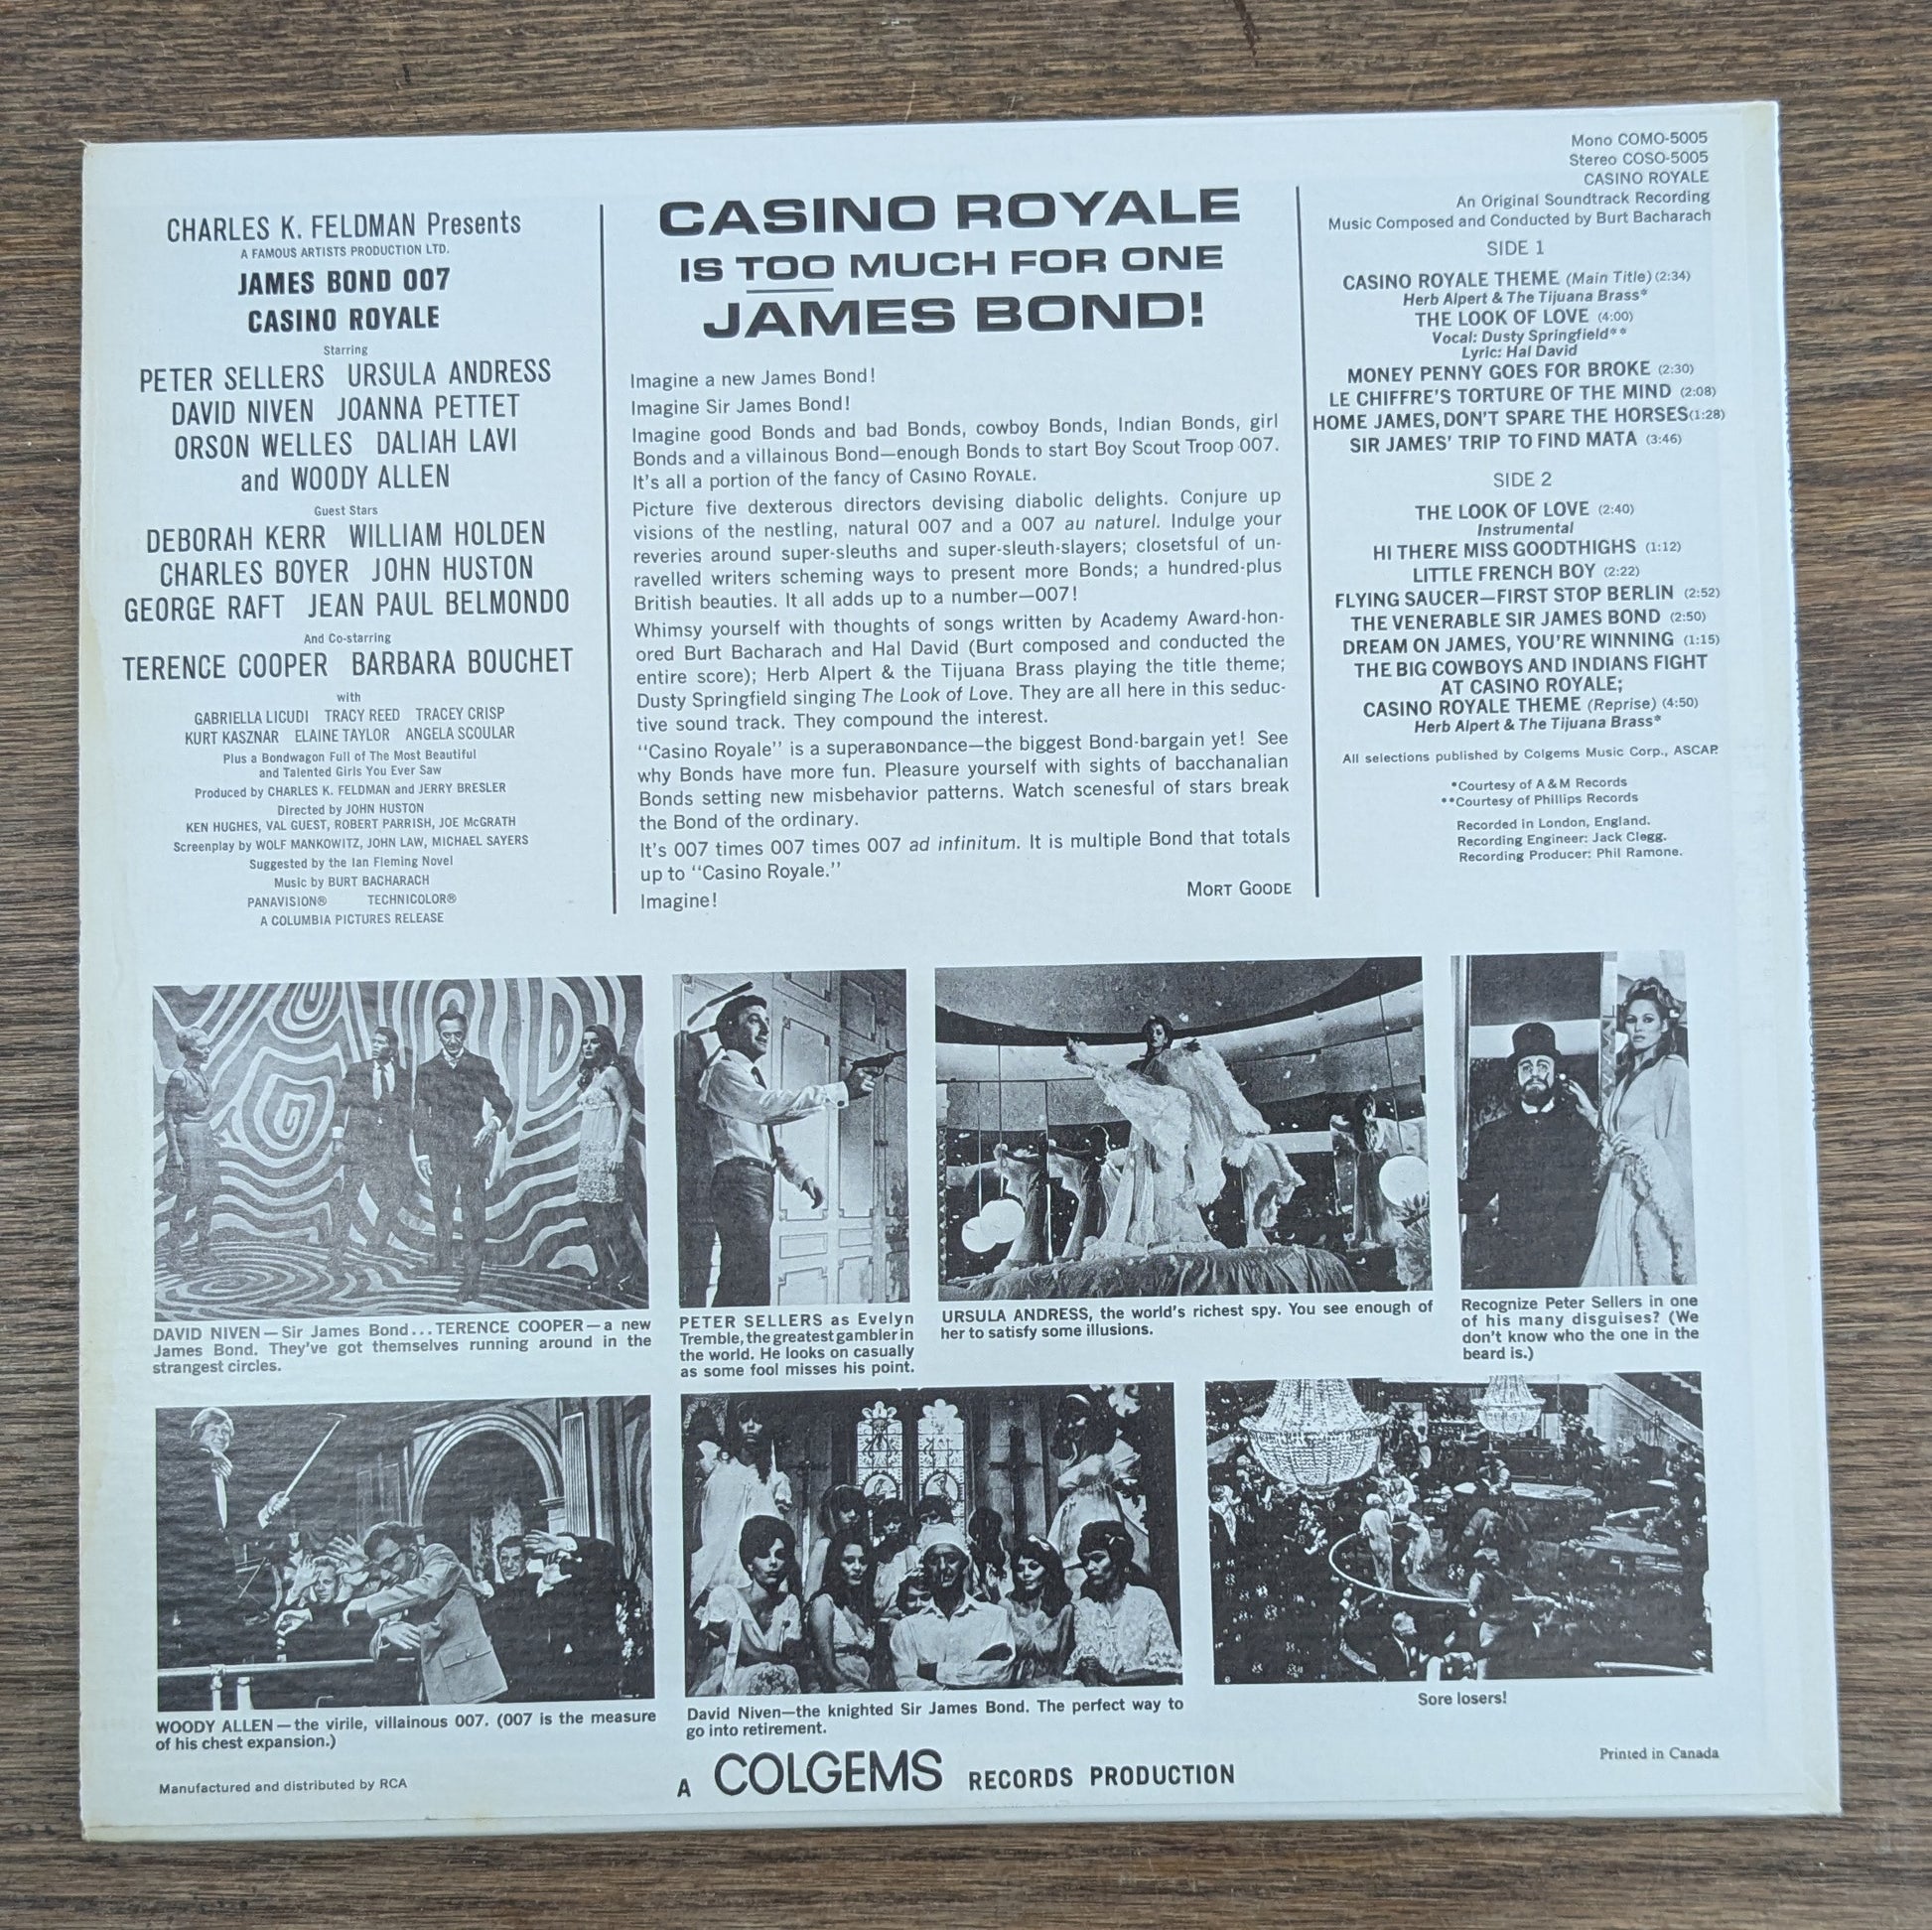 CHARLES K. FELDMAN Presents
A FAMOUS ARTISTS PRODUCTION LTD.
JAMES BOND 007
CASINO ROYALE
Starring
PETER SELLERS URSULA ANDRESS
DAVID NIVEN JOANNA PETTET
ORSON WELLES DALIAH LAVI
and WOODY ALLEN
Guest Stars
DEBORAH KERR WILLIAM HOLDEN
CHARLES BOYER JOHN HUSTON
GEORGE RAFT JEAN PAUL BELMONDO
And Co-starring
TERENCE COOPER BARBARA BOUCHET
with
GABRIELLA LICUDI TRACY REED TRACEY CRISP
KURT KASZNAR ELAINE TAYLOR ANGELA SCOULAR
Plus a Bondwagon Full of The Most Beautiful
and Talented Girls You Ever Saw
Produced by CHARLES K. FELDMAN and JERRY BRESLER
Directed by JOHN HUSTON
KEN HUGHES, VAL GUEST, ROBERT PARRISH, JOE McGRATH
Screenplay by WOLF MANKOWITZ, JOHN LAW, MICHAEL SAYERS
Suggested by the Ian Fleming Novel
Music by BURT BACHARACH
PANAVISION® TECHNICOLOR®
A COLUMBIA PICTURES RELEASE
CASINO ROYALE
IS TOO MUCH FOR ONE
JAMES BOND!
Imagine a new James Bond!
Imagine Sir James Bond!
Imagine good Bonds and bad Bonds, cowboy Bonds, Indian Bonds, girl
Bonds and a villainous Bond—enough Bonds to start Boy Scout Troop 007.
It's all a portion of the fancy of CASINO ROYALE.
Picture five dexterous directors devising diabolic delights. Conjure up
visions of the nestling, natural 007 and a 007 au naturel. Indulge your
reveries around super-sleuths and super-sleuth-slayers; closetsful of un-
ravelled writers scheming ways to present more Bonds; a hundred-plus
British beauties. It all adds up to a number—007!
Whimsy yourself with thoughts of songs written by Academy Award-hon-
ored Burt Bacharach and Hal David (Burt composed and conducted the
entire score); Herb Alpert & the Tijuana Brass playing the title theme;
Dusty Springfield singing The Look of Love. They are all here in this seduc-
tive sound track. They compound the interest.
"Casino Royale" is a superaBONDance—the biggest Bond-bargain yet! See
why Bonds have more fun. Pleasure yourself with sights of bacchanalian
Bonds setting new misbehavior patterns. Watch scenesful of stars break
the Bond of the ordinary.
It's 007 times 007 times 007 ad infinitum. It is multiple Bond that totals
up to "Casino Royale."
Imagine!
MORT GOODE
Mono COMO-5005
Stereo COSO-5005
CASINO ROYALE
An Original Soundtrack Recording
Music Composed and Conducted by Burt Bacharach
SIDE 1
CASINO ROYALE THEME (Main Title) (2:34)
Herb Alpert & The Tijuana Brass*
THE LOOK OF LOVE (4:00)
Vocal: Dusty Springfield**
Lyric: Hal David
MONEY PENNY GOES FOR BROKE (2:30)
LE CHIFFRE'S TORTURE OF THE MIND (2:08)
HOME JAMES, DON'T SPARE THE HORSES (1:28)
SIR JAMES' TRIP TO FIND MATA (3:46)
SIDE 2
THE LOOK OF LOVE (2:40)
Instrumental
HI THERE MISS GOODTHIGHS (1:12)
LITTLE FRENCH BOY (2:22)
FLYING SAUCER—FIRST STOP BERLIN (2:52)
THE VENERABLE SIR JAMES BOND (2:50)
DREAM ON JAMES, YOU'RE WINNING (1:15)
THE BIG COWBOYS AND INDIANS FIGHT
AT CASINO ROYALE;
CASINO ROYALE THEME (Reprise) (4:50)
Herb Alpert & The Tijuana Brass*
All selections published by Colgems Music Corp., ASCAP.
*Courtesy of A & M Records
**Courtesy of Phillips Records
Recorded in London, England.
Recording Engineer: Jack Clegg.
Recording Producer: Phil Ramone.
DAVID NIVEN—Sir James Bond...TERENCE COOPER—a new
James Bond. They've got themselves running around in the
strangest circles.
PETER SELLERS as Evelyn
Tremble, the greatest gambler in
the world. He looks on casually
as some fool misses his point.
URSULA ANDRESS, the world's richest spy. You see enough of
her to satisfy some illusions.
Recognize Peter Sellers in one
of his many disguises? (We
don't know who the one in the
beard is.)
WOODY ALLEN—the virile, villainous 007. (007 is the measure
of his chest expansion.)
David Niven—the knighted Sir James Bond. The perfect way to
go into retirement.
Sore losers!
Manufactured and distributed by RCA
A COLGEMS RECORDS PRODUCTION
Printed in Canada